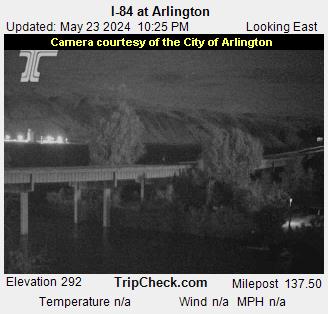 I-84 at Arlington
Updated: May 23 2024 10:25 PM Looking East
Camera courtesy of the City of Arlington
Elevation 292 TripCheck.com Milepost 137.50
Temperature n/a Wind n/a MPH n/a